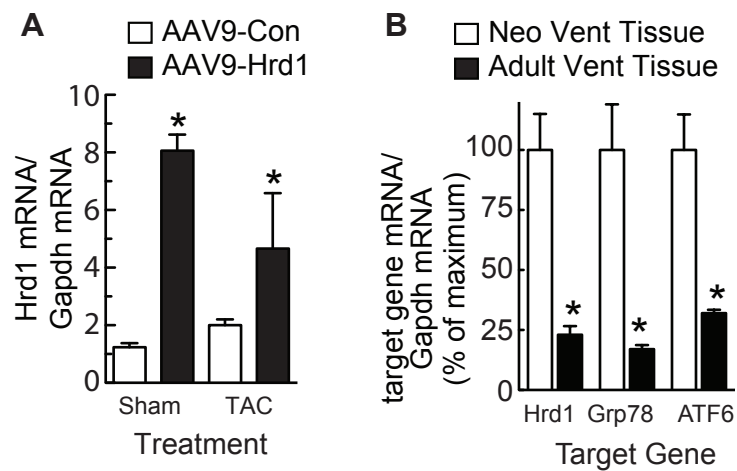 A
AAV9-Con
AAV9-Hrd1
Hrd1 mRNA/
Gapdh mRNA
10
8
6
4
2
0
*
*
Sham TAC
Treatment
B
Neo Vent Tissue
Adult Vent Tissue
target gene mRNA/
Gapdh mRNA
(% of maximum)
100
75
50
25
0
*
*
*
Hrd1 Grp78 ATF6
Target Gene